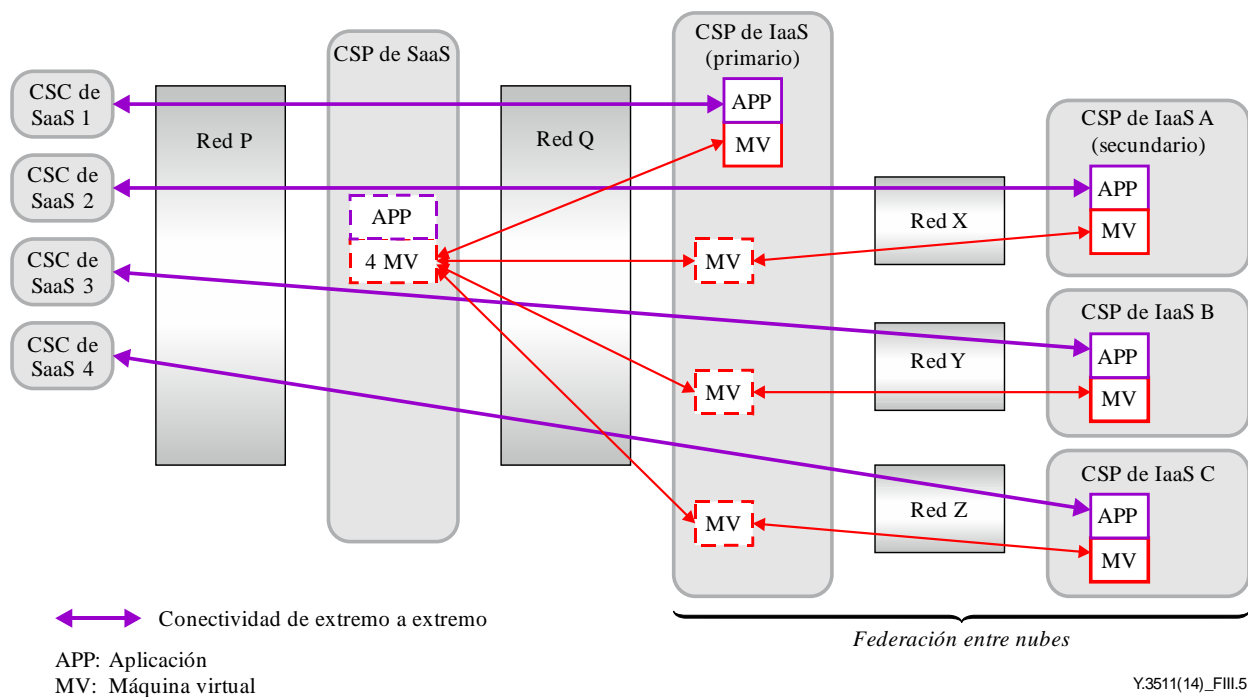 CSP de IaaS
(primario)
CSP de SaaS
CSC de
SaaS 1
Red P
Red Q
APP
MV
CSP de IaaS A
(secundario)
CSC de
SaaS 2
APP
4 MV
Red X
APP
MV
MV
CSC de
SaaS 3
CSP de IaaS B
CSC de
SaaS 4
Red Y
APP
MV
MV
CSP de IaaS C
Red Z
APP
MV
MV
Conectividad de extremo a extremo
Federación entre nubes
APP: Aplicación
MV: Máquina virtual
Y.3511(14)_FIII.5